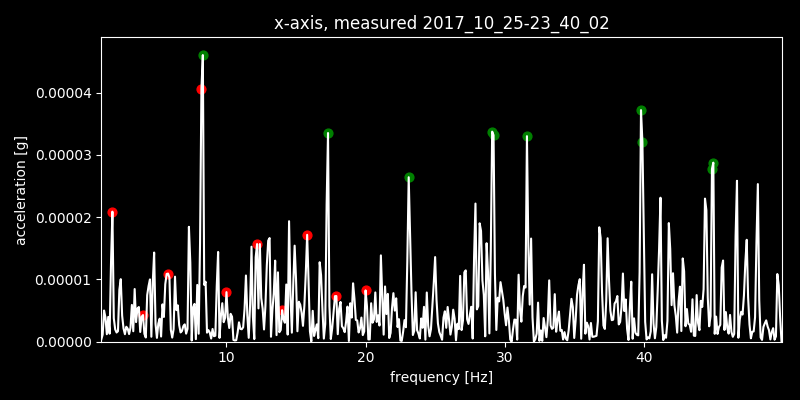 x-axis, measured 2017_10_25-23_40_02
acceleration [g]
0.00004
0.00003
0.00002
0.00001
0.00000
10 20 30 40
frequency [Hz]